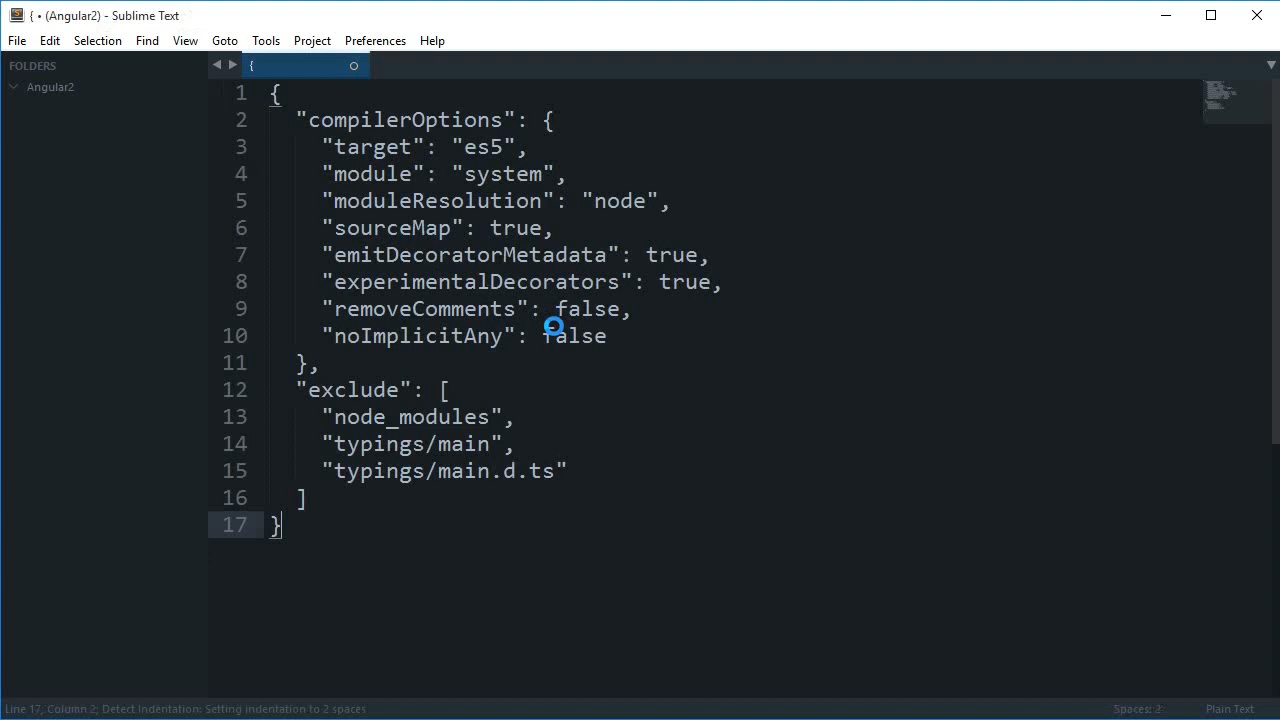 { • (Angular2) - Sublime Text
File Edit Selection Find View Goto Tools Project Preferences Help
FOLDERS
Angular2
{
1 {
2 "compilerOptions": {
3 "target": "es5",
4 "module": "system",
5 "moduleResolution": "node",
6 "sourceMap": true,
7 "emitDecoratorMetadata": true,
8 "experimentalDecorators": true,
9 "removeComments": false,
10 "noImplicitAny": false
11 },
12 "exclude": [
13 "node_modules",
14 "typings/main",
15 "typings/main.d.ts"
16 ]
17 }
Line 17, Column 2; Detect Indentation: Setting indentation to 2 spaces
Spaces: 2
Plain Text